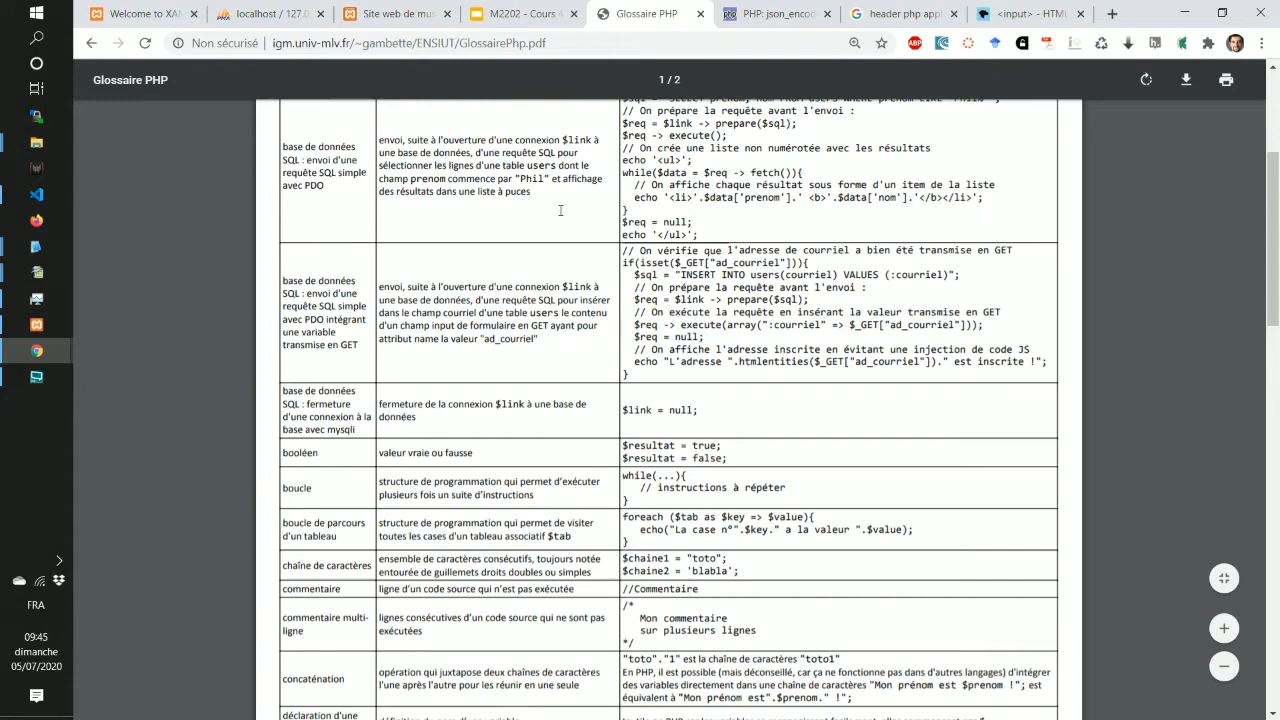 Welcome to XAM
localhost / 127.0
Site web de mus
M2202 - Cours 4
Glossaire PHP
PHP: json_encod
header php appl
<input> - HTML
Non sécurisé
igm.univ-mlv.fr/~gambette/ENSIUT/GlossairePhp.pdf
Glossaire PHP
1 / 2
base de données
SQL : envoi d'une
requête SQL simple
avec PDO
envoi, suite à l'ouverture d'une connexion $link à
une base de données, d'une requête SQL pour
sélectionner les lignes d'une table users dont le
champ prenom commence par "Phil" et affichage
des résultats dans une liste à puces
$sql = "SELECT prenom, nom FROM users WHERE prenom LIKE 'Phil%'";
// On prépare la requête avant l'envoi :
$req = $link -> prepare($sql);
$req -> execute();
// On crée une liste non numérotée avec les résultats
echo '<ul>';
while($data = $req -> fetch()){
// On affiche chaque résultat sous forme d'un item de la liste
echo '<li>'.$data['prenom'].' <b>'.$data['nom'].'</b></li>';
}
$req = null;
echo '</ul>';
base de données
SQL : envoi d'une
requête SQL simple
avec PDO intégrant
une variable
transmise en GET
envoi, suite à l'ouverture d'une connexion $link à
une base de données, d'une requête SQL pour insérer
dans le champ courriel d'une table users le contenu
d'un champ input de formulaire en GET ayant pour
attribut name la valeur "ad_courriel"
// On vérifie que l'adresse de courriel a bien été transmise en GET
if(isset($_GET["ad_courriel"])){
$sql = "INSERT INTO users(courriel) VALUES (:courriel)";
// On prépare la requête avant l'envoi :
$req = $link -> prepare($sql);
// On exécute la requête en insérant la valeur transmise en GET
$req -> execute(array(":courriel" => $_GET["ad_courriel"]));
$req = null;
// On affiche l'adresse inscrite en évitant une injection de code JS
echo "L'adresse ".htmlentities($_GET["ad_courriel"])." est inscrite !";
}
base de données
SQL : fermeture
d'une connexion à la
base avec mysqli
fermeture de la connexion $link à une base de
données
$link = null;
booléen
valeur vraie ou fausse
$resultat = true;
$resultat = false;
boucle
structure de programmation qui permet d'exécuter
plusieurs fois un suite d'instructions
while(...){
// instructions à répéter
}
boucle de parcours
d'un tableau
structure de programmation qui permet de visiter
toutes les cases d'un tableau associatif $tab
foreach ($tab as $key => $value){
echo("La case n°".$key." a la valeur ".$value);
}
chaîne de caractères
ensemble de caractères consécutifs, toujours notée
entourée de guillemets droits doubles ou simples
$chaine1 = "toto";
$chaine2 = 'blabla';
commentaire
ligne d'un code source qui n'est pas exécutée
//Commentaire
commentaire multi-
ligne
lignes consécutives d'un code source qui ne sont pas
exécutées
/*
Mon commentaire
sur plusieurs lignes
*/
concaténation
opération qui juxtapose deux chaînes de caractères
l'une après l'autre pour les réunir en une seule
"toto"."1" est la chaîne de caractères "toto1"
En PHP, il est possible (mais déconseillé, car ça ne fonctionne pas dans d'autres langages) d'intégrer
des variables directement dans une chaîne de caractères "Mon prénom est $prenom !"; est
équivalent à "Mon prénom est".$prenom." !";
déclaration d'une
FRA
09:45
dimanche
05/07/2020